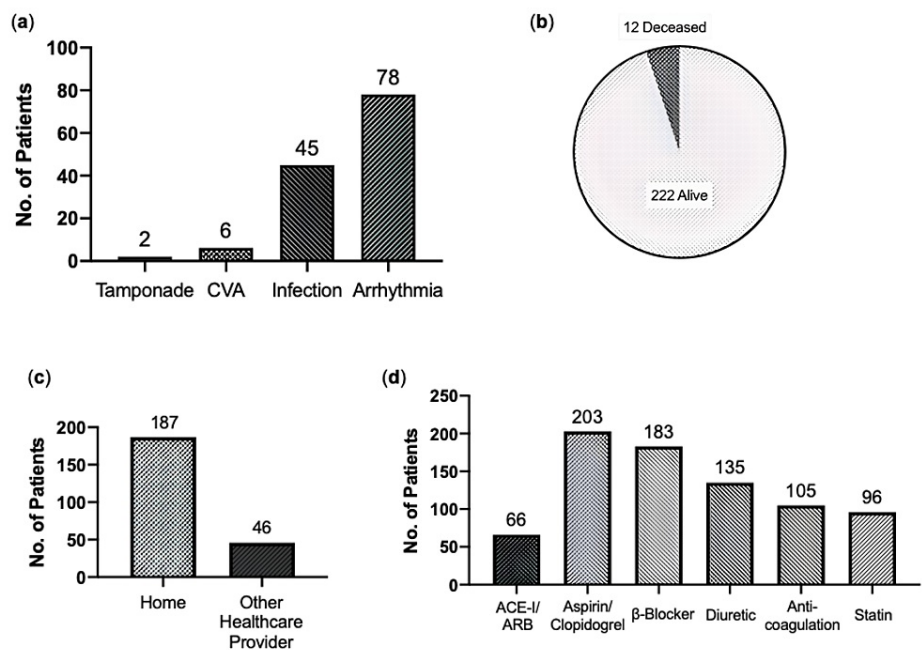 (a)
No. of Patients
100
80
60
40
20
0
2
6
45
78
Tamponade
CVA
Infection
Arrhythmia
(b)
12 Deceased
222 Alive
(c)
No. of Patients
200
150
100
50
0
187
46
Home
Other
Healthcare
Provider
(d)
No. of Patients
250
200
150
100
50
0
66
203
183
135
105
96
ACE-I/
ARB
Aspirin/
Clopidogrel
β-Blocker
Diuretic
Anti-
coagulation
Statin